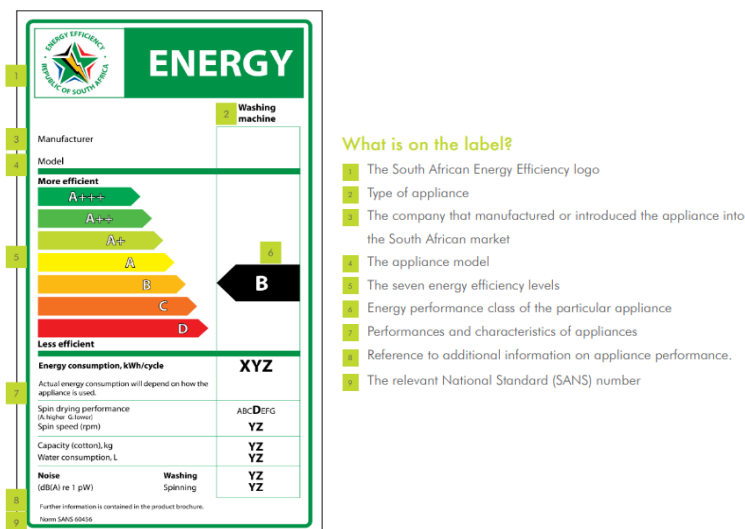 ENERGY EFFICIENCY
REPUBLIC OF SOUTH AFRICA
ENERGY
1
2
Washing
machine
3
Manufacturer
4
Model
More efficient
A+++
A++
A+
A
B
C
D
5
6
B
Less efficient
Energy consumption, kWh/cycle
XYZ
Actual energy consumption will depend on how the
appliance is used.
7
Spin drying performance
ABCDEFG
(A:higher G:lower)
Spin speed (rpm)
YZ
Capacity (cotton), kg
YZ
Water consumption, L
YZ
Noise
Washing
YZ
(dB(A) re 1 pW)
Spinning
YZ
8
Further information is contained in the product brochure.
9
Norm SANS 60456
What is on the label?
1 The South African Energy Efficiency logo
2 Type of appliance
3 The company that manufactured or introduced the appliance into
the South African market
4 The appliance model
5 The seven energy efficiency levels
6 Energy performance class of the particular appliance
7 Performances and characteristics of appliances
8 Reference to additional information on appliance performance.
9 The relevant National Standard (SANS) number